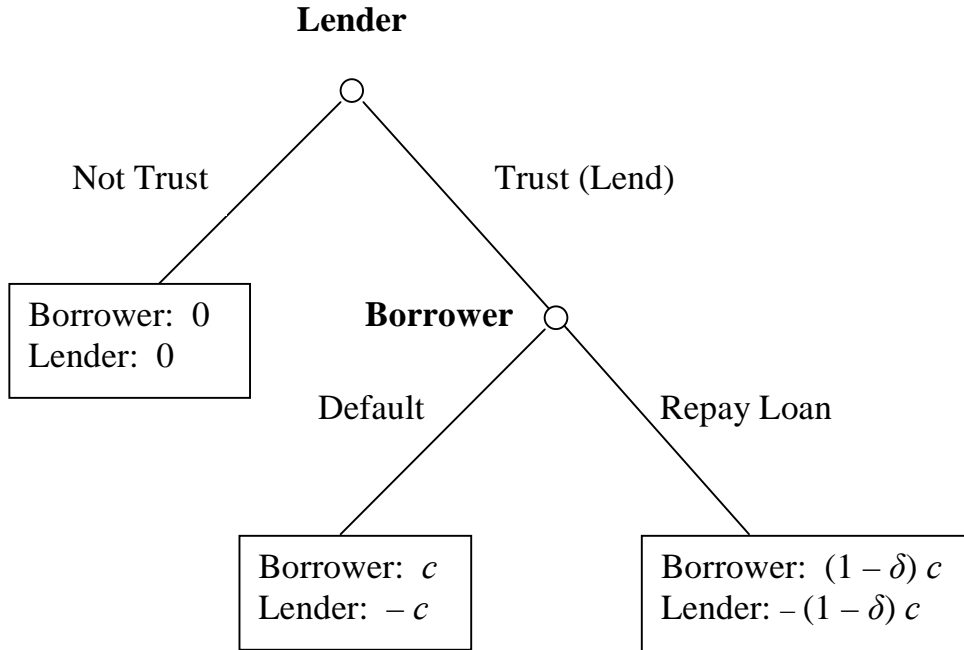 Lender
Not Trust
Trust (Lend)
Borrower: 0
Lender: 0
Borrower
Default
Repay Loan
Borrower: c
Lender: – c
Borrower: (1 – δ) c
Lender: – (1 – δ) c